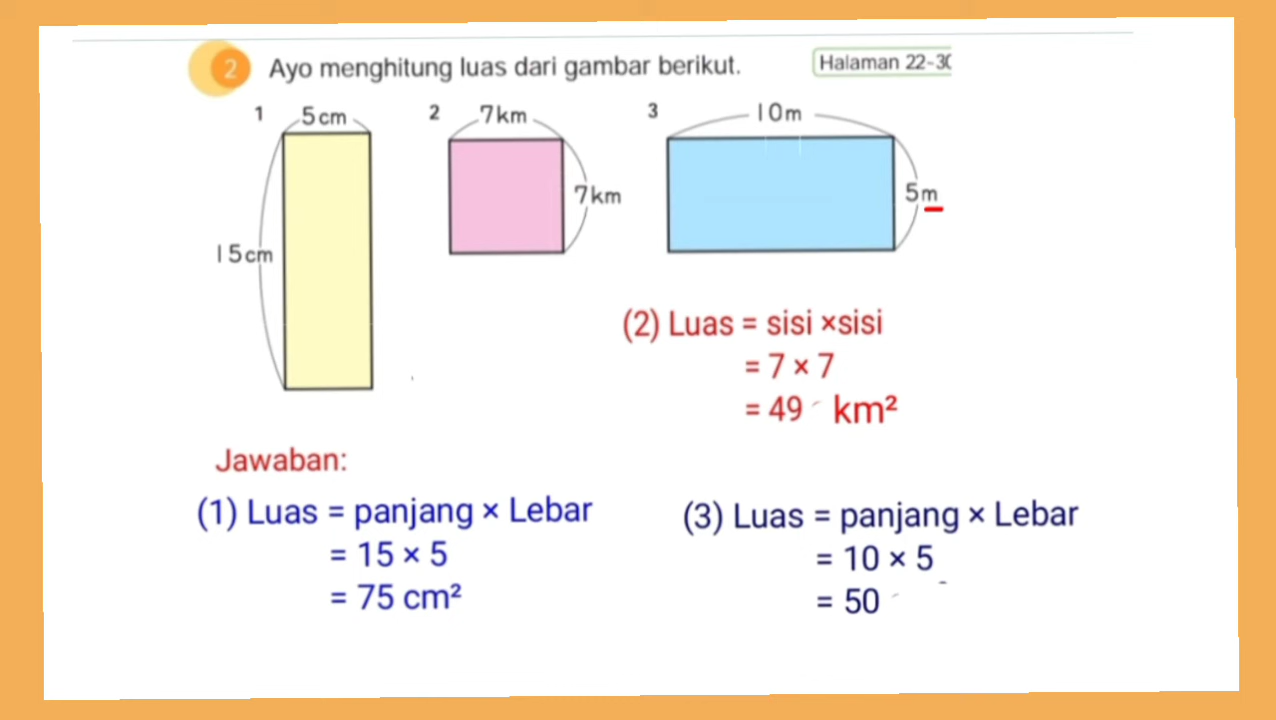 2 Ayo menghitung luas dari gambar berikut. Halaman 22-30
1 5cm 2 7km 3 10m
7km 5m
15cm
(2) Luas = sisi ×sisi
= 7 × 7
= 49 km²
Jawaban:
(1) Luas = panjang × Lebar
= 15 × 5
= 75 cm²
(3) Luas = panjang × Lebar
= 10 × 5
= 50